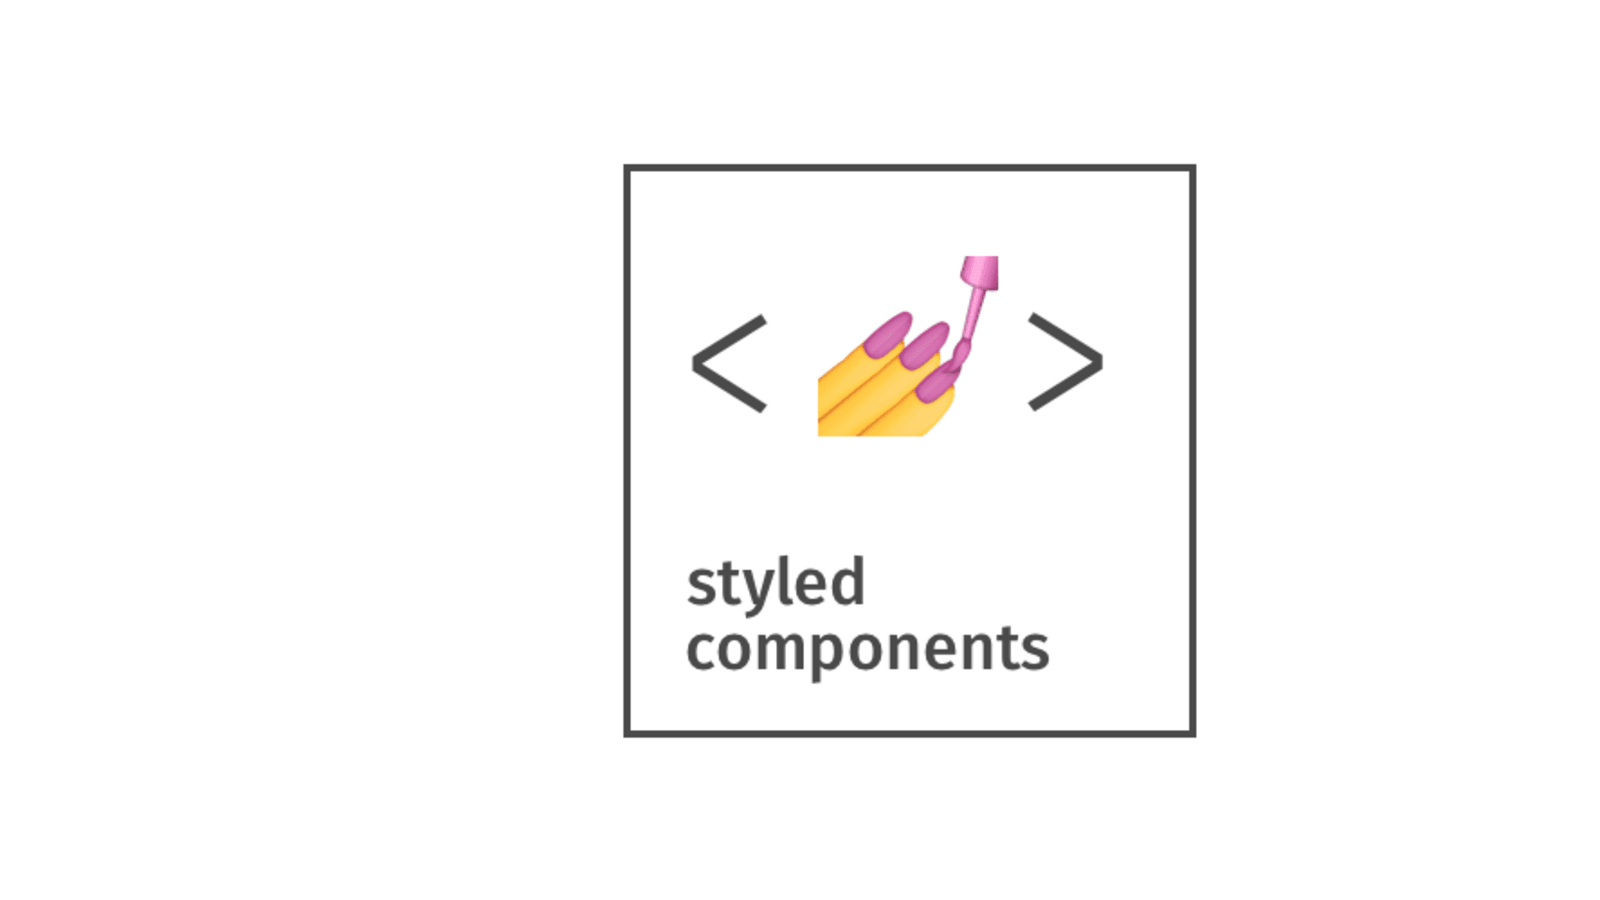 < >
styled
components